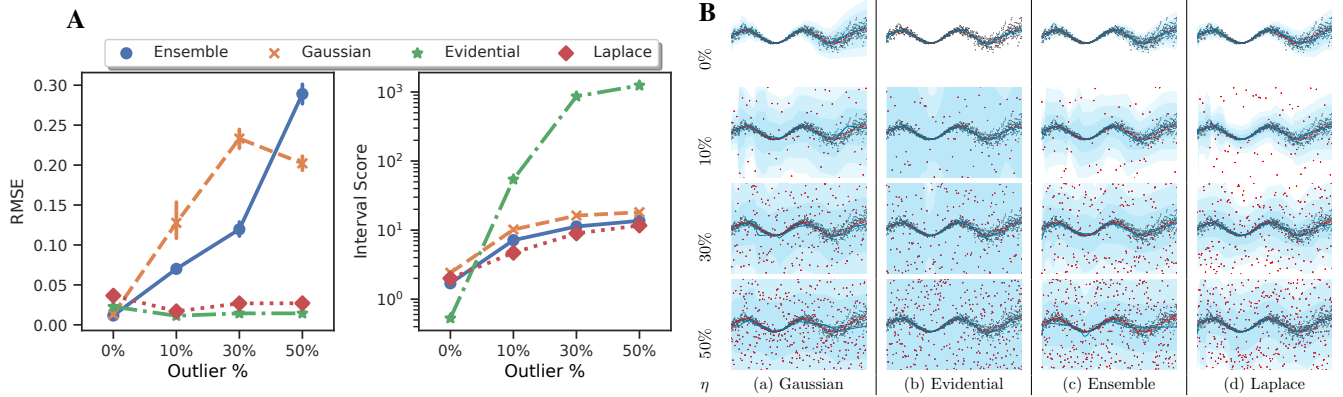 A
Ensemble Gaussian Evidential Laplace
RMSE
0.30
0.25
0.20
0.15
0.10
0.05
0.00
0% 10% 30% 50%
Outlier %
Interval Score
10³
10²
10¹
10⁰
0% 10% 30% 50%
Outlier %
B
0%
10%
30%
50%
η (a) Gaussian (b) Evidential (c) Ensemble (d) Laplace